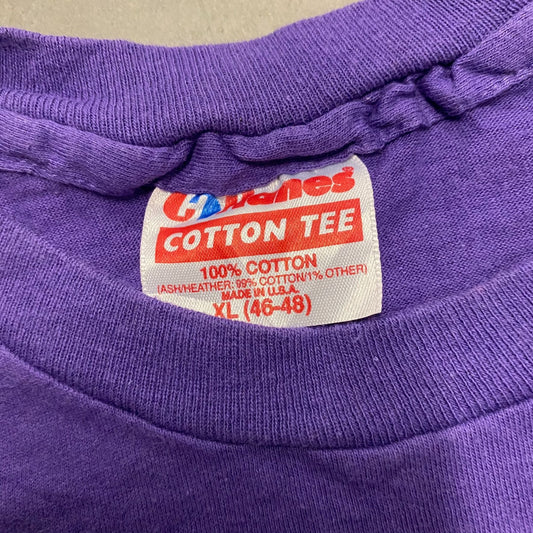 Hanes®
COTTON TEE
100% COTTON
(ASH/HEATHER: 99% COTTON/1% OTHER)
MADE IN U.S.A.
XL (46-48)